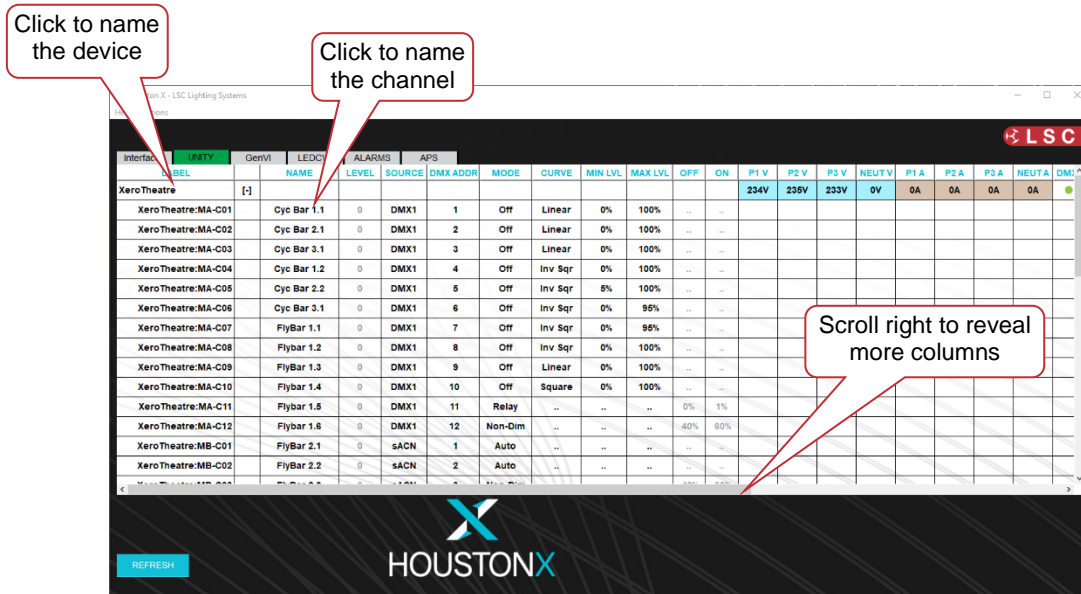 Click to name
the device
Click to name
the channel
ton X - LSC Lighting Systems
LSC
Interfac UNITY GenVI LEDCV ALARMS APS
BEL NAME LEVEL SOURCE DMX ADDR MODE CURVE MIN LVL MAX LVL OFF ON P1 V P2 V P3 V NEUT V P1 A P2 A P3 A NEUT A DMX
XeroTheatre [-] 234V 235V 233V 0V 0A 0A 0A 0A
XeroTheatre:MA-C01 Cyc Bar 1.1 0 DMX1 1 Off Linear 0% 100% .. ..
XeroTheatre:MA-C02 Cyc Bar 2.1 0 DMX1 2 Off Linear 0% 100% .. ..
XeroTheatre:MA-C03 Cyc Bar 3.1 0 DMX1 3 Off Linear 0% 100% .. ..
XeroTheatre:MA-C04 Cyc Bar 1.2 0 DMX1 4 Off Inv Sqr 0% 100% .. ..
XeroTheatre:MA-C05 Cyc Bar 2.2 0 DMX1 5 Off Inv Sqr 5% 100% .. ..
XeroTheatre:MA-C06 Cyc Bar 3.1 0 DMX1 6 Off Inv Sqr 0% 95% .. ..
XeroTheatre:MA-C07 FlyBar 1.1 0 DMX1 7 Off Inv Sqr 0% 95% .. ..
XeroTheatre:MA-C08 Flybar 1.2 0 DMX1 8 Off Inv Sqr 0% 100% .. ..
XeroTheatre:MA-C09 FlyBar 1.3 0 DMX1 9 Off Linear 0% 100% .. ..
XeroTheatre:MA-C10 Flybar 1.4 0 DMX1 10 Off Square 0% 100% .. ..
XeroTheatre:MA-C11 Flybar 1.5 0 DMX1 11 Relay .. .. .. 0% 1%
XeroTheatre:MA-C12 Flybar 1.6 0 DMX1 12 Non-Dim .. .. .. 40% 60%
XeroTheatre:MB-C01 FlyBar 2.1 0 sACN 1 Auto .. .. .. .. ..
XeroTheatre:MB-C02 FlyBar 2.2 0 sACN 2 Auto .. .. .. .. ..
Scroll right to reveal
more columns
REFRESH
HOUSTONX